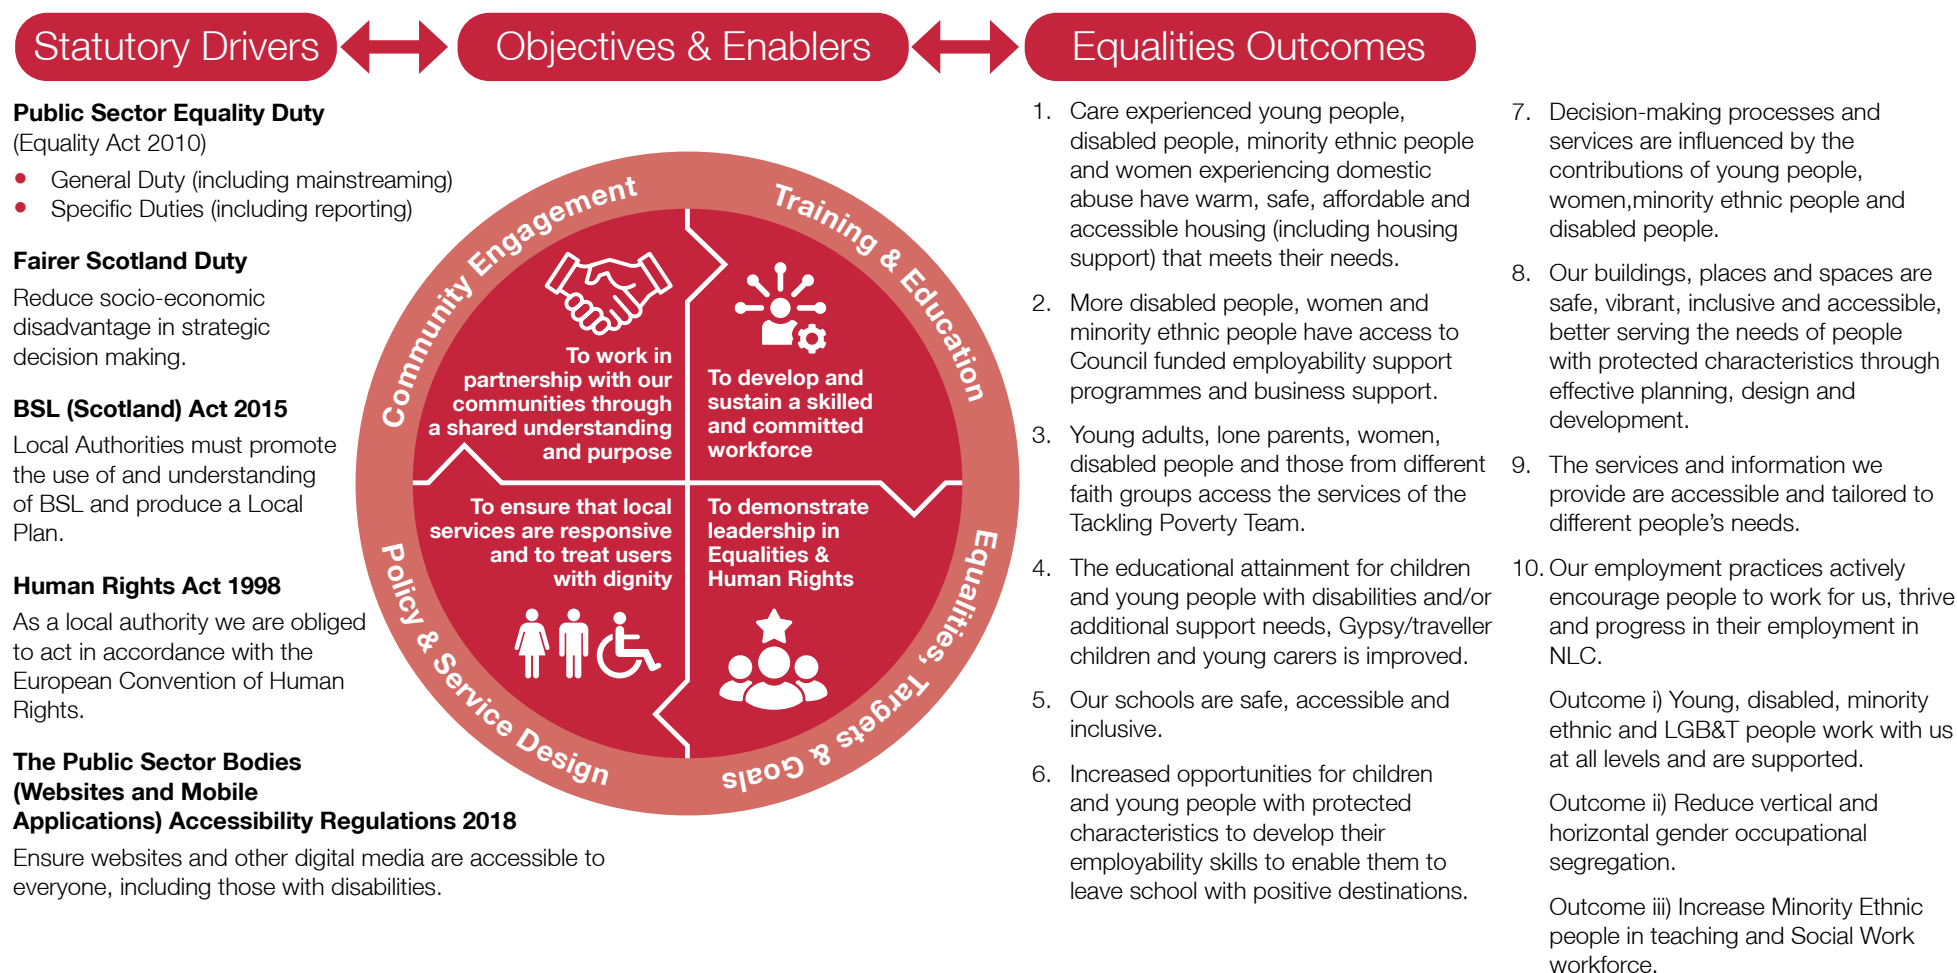 Statutory Drivers
Objectives & Enablers
Equalities Outcomes
Public Sector Equality Duty
(Equality Act 2010)
• General Duty (including mainstreaming)
• Specific Duties (including reporting)
Fairer Scotland Duty
Reduce socio-economic
disadvantage in strategic
decision making.
BSL (Scotland) Act 2015
Local Authorities must promote
the use of and understanding
of BSL and produce a Local
Plan.
Human Rights Act 1998
As a local authority we are obliged
to act in accordance with the
European Convention of Human
Rights.
The Public Sector Bodies
(Websites and Mobile
Applications) Accessibility Regulations 2018
Ensure websites and other digital media are accessible to
everyone, including those with disabilities.
Community Engagement
To work in
partnership with our
communities through
a shared understanding
and purpose
Training & Education
To develop and
sustain a skilled
and committed
workforce
Policy & Service Design
To ensure that local
services are responsive
and to treat users
with dignity
Equalities, Targets & Goals
To demonstrate
leadership in
Equalities &
Human Rights
1. Care experienced young people,
disabled people, minority ethnic people
and women experiencing domestic
abuse have warm, safe, affordable and
accessible housing (including housing
support) that meets their needs.
2. More disabled people, women and
minority ethnic people have access to
Council funded employability support
programmes and business support.
3. Young adults, lone parents, women,
disabled people and those from different
faith groups access the services of the
Tackling Poverty Team.
4. The educational attainment for children
and young people with disabilities and/or
additional support needs, Gypsy/traveller
children and young carers is improved.
5. Our schools are safe, accessible and
inclusive.
6. Increased opportunities for children
and young people with protected
characteristics to develop their
employability skills to enable them to
leave school with positive destinations.
7. Decision-making processes and
services are influenced by the
contributions of young people,
women,minority ethnic people and
disabled people.
8. Our buildings, places and spaces are
safe, vibrant, inclusive and accessible,
better serving the needs of people
with protected characteristics through
effective planning, design and
development.
9. The services and information we
provide are accessible and tailored to
different people's needs.
10. Our employment practices actively
encourage people to work for us, thrive
and progress in their employment in
NLC.
Outcome i) Young, disabled, minority
ethnic and LGB&T people work with us
at all levels and are supported.
Outcome ii) Reduce vertical and
horizontal gender occupational
segregation.
Outcome iii) Increase Minority Ethnic
people in teaching and Social Work
workforce.